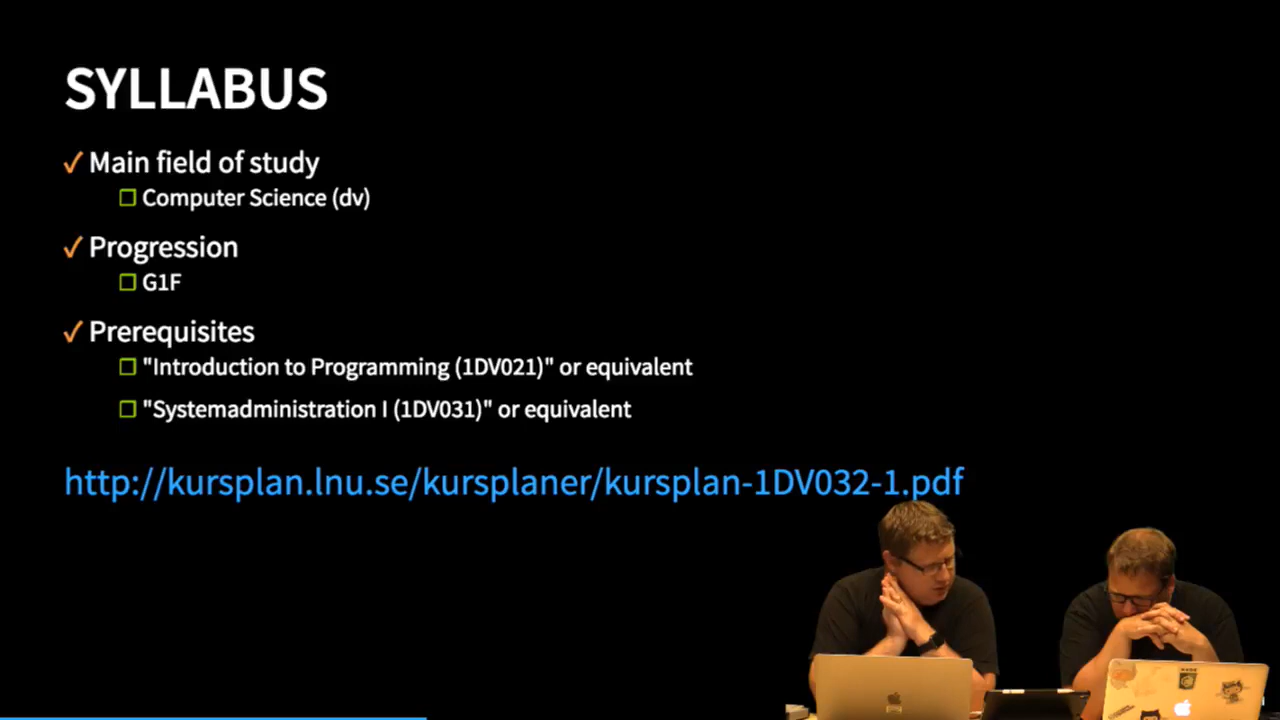 SYLLABUS
✓ Main field of study
❒ Computer Science (dv)
✓ Progression
❒ G1F
✓ Prerequisites
❒ "Introduction to Programming (1DV021)" or equivalent
❒ "Systemadministration I (1DV031)" or equivalent
http://kursplan.lnu.se/kursplaner/kursplan-1DV032-1.pdf